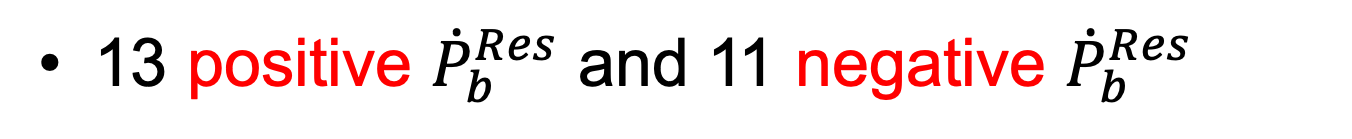 • 13 positive Ṗ_b^Res and 11 negative Ṗ_b^Res